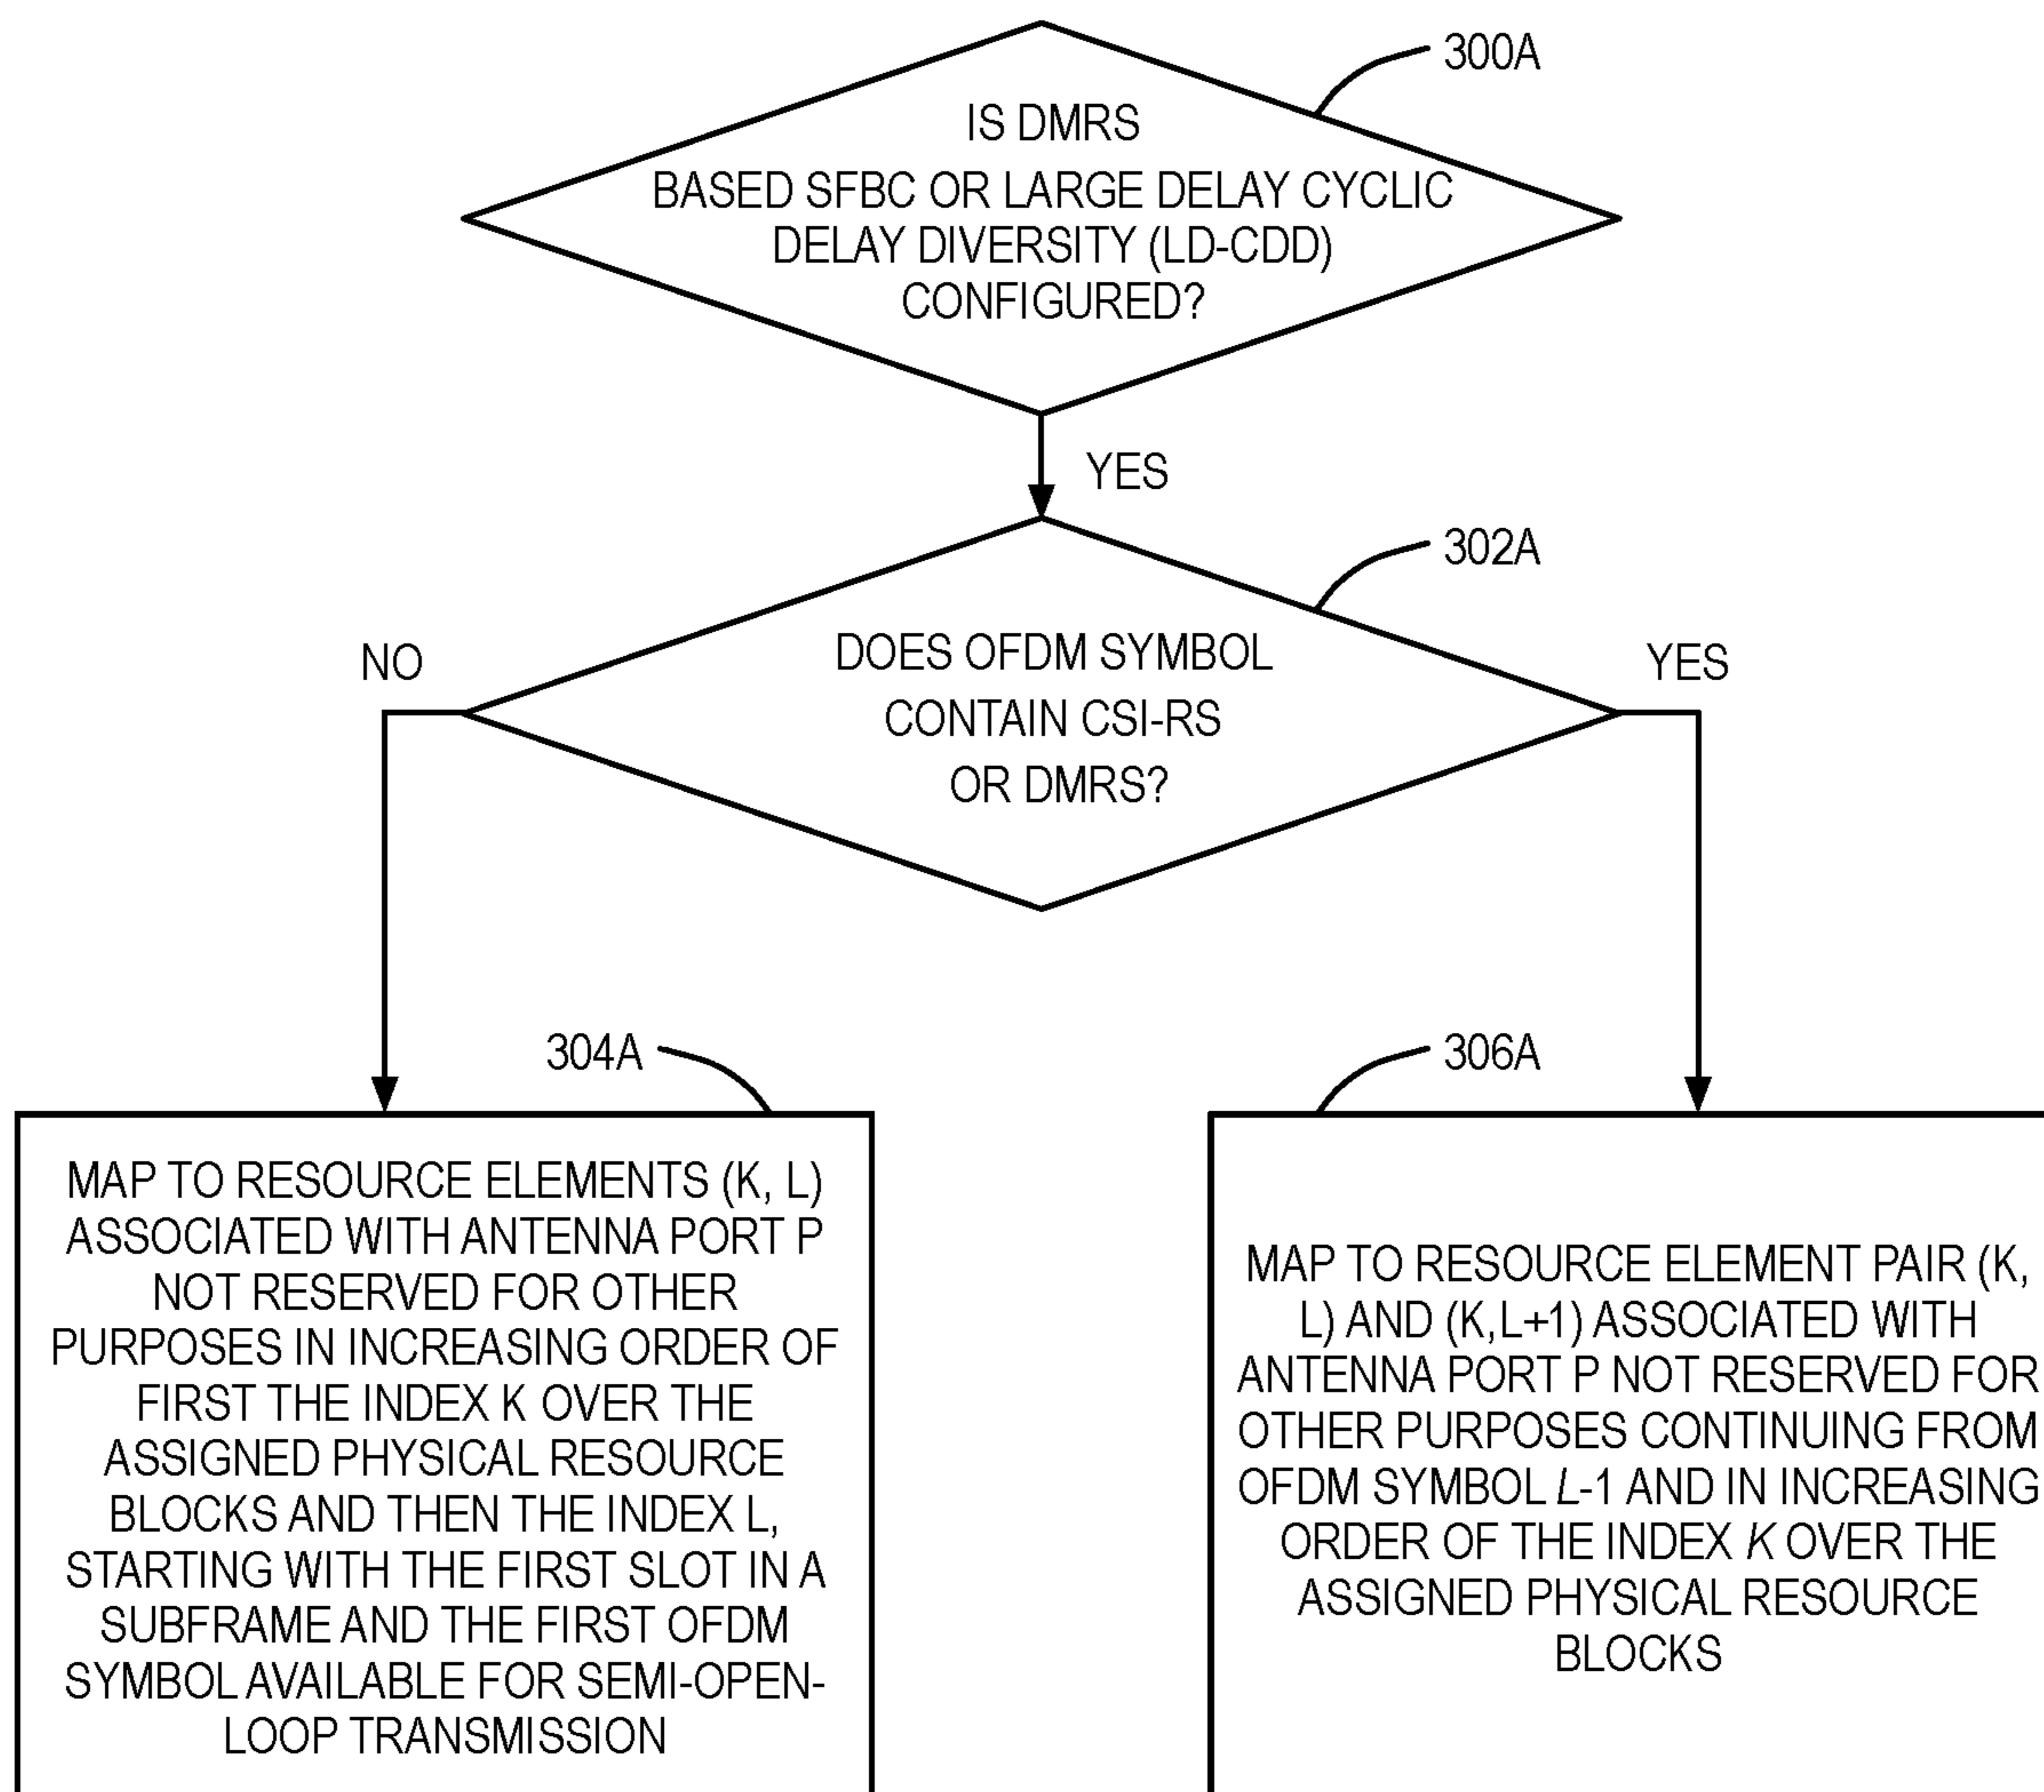 300A
IS DMRS
BASED SFBC OR LARGE DELAY CYCLIC
DELAY DIVERSITY (LD-CDD)
CONFIGURED?
YES
302A
DOES OFDM SYMBOL
CONTAIN CSI-RS
OR DMRS?
NO
YES
304A
MAP TO RESOURCE ELEMENTS (K, L)
ASSOCIATED WITH ANTENNA PORT P
NOT RESERVED FOR OTHER
PURPOSES IN INCREASING ORDER OF
FIRST THE INDEX K OVER THE
ASSIGNED PHYSICAL RESOURCE
BLOCKS AND THEN THE INDEX L,
STARTING WITH THE FIRST SLOT IN A
SUBFRAME AND THE FIRST OFDM
SYMBOL AVAILABLE FOR SEMI-OPEN-
LOOP TRANSMISSION
306A
MAP TO RESOURCE ELEMENT PAIR (K,
L) AND (K,L+1) ASSOCIATED WITH
ANTENNA PORT P NOT RESERVED FOR
OTHER PURPOSES CONTINUING FROM
OFDM SYMBOL L-1 AND IN INCREASING
ORDER OF THE INDEX K OVER THE
ASSIGNED PHYSICAL RESOURCE
BLOCKS